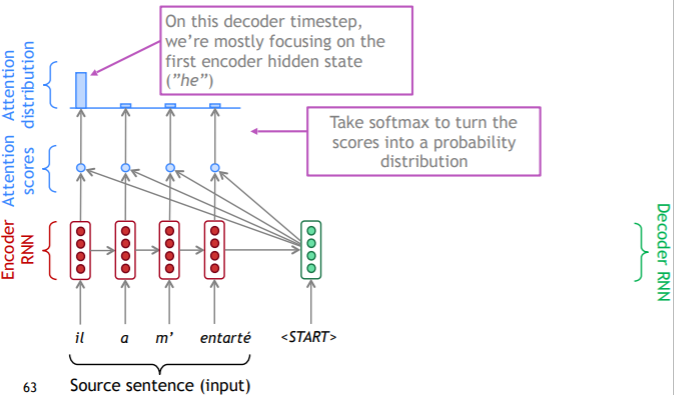 On this decoder timestep,
we're mostly focusing on the
first encoder hidden state
("he")
Attention
distribution
Take softmax to turn the
scores into a probability
distribution
Attention
scores
Encoder
RNN
Decoder RNN
il a m' entarté <START>
63 Source sentence (input)